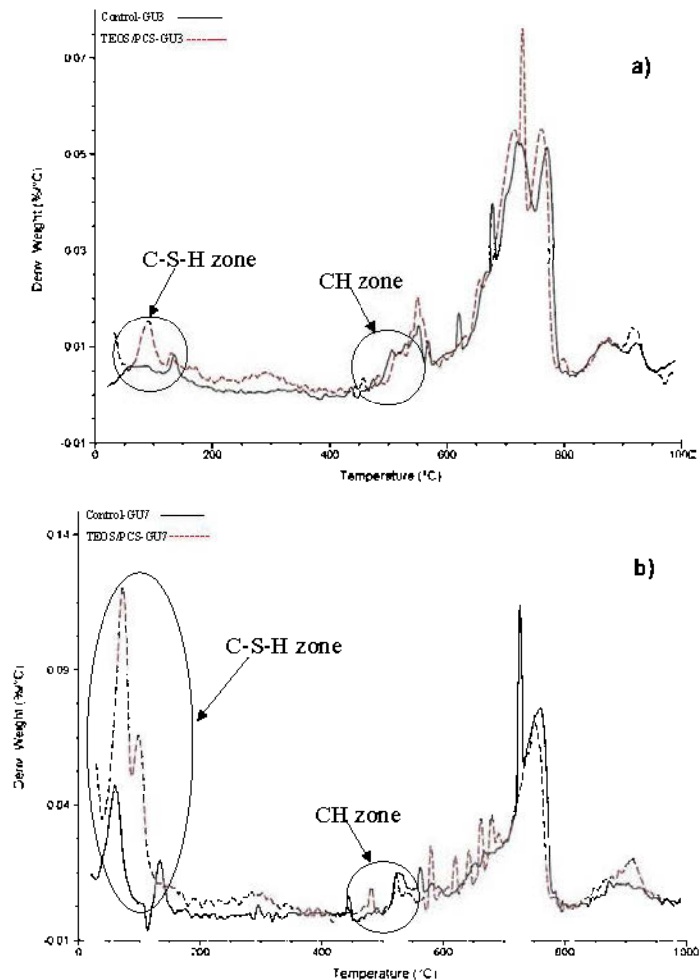 Control-GU3
TEOS/PCS-GU3
a)
0.07
0.05
0.03
0.01
-0.01
Deriv. Weight (%/°C)
C-S-H zone
CH zone
0 200 400 600 800 1000
Temperature (°C)
Control-GU7
TEOS/PCS-GU7
b)
0.14
0.09
0.04
-0.01
Deriv. Weight (%/°C)
C-S-H zone
CH zone
0 200 400 600 800 1000
Temperature (°C)